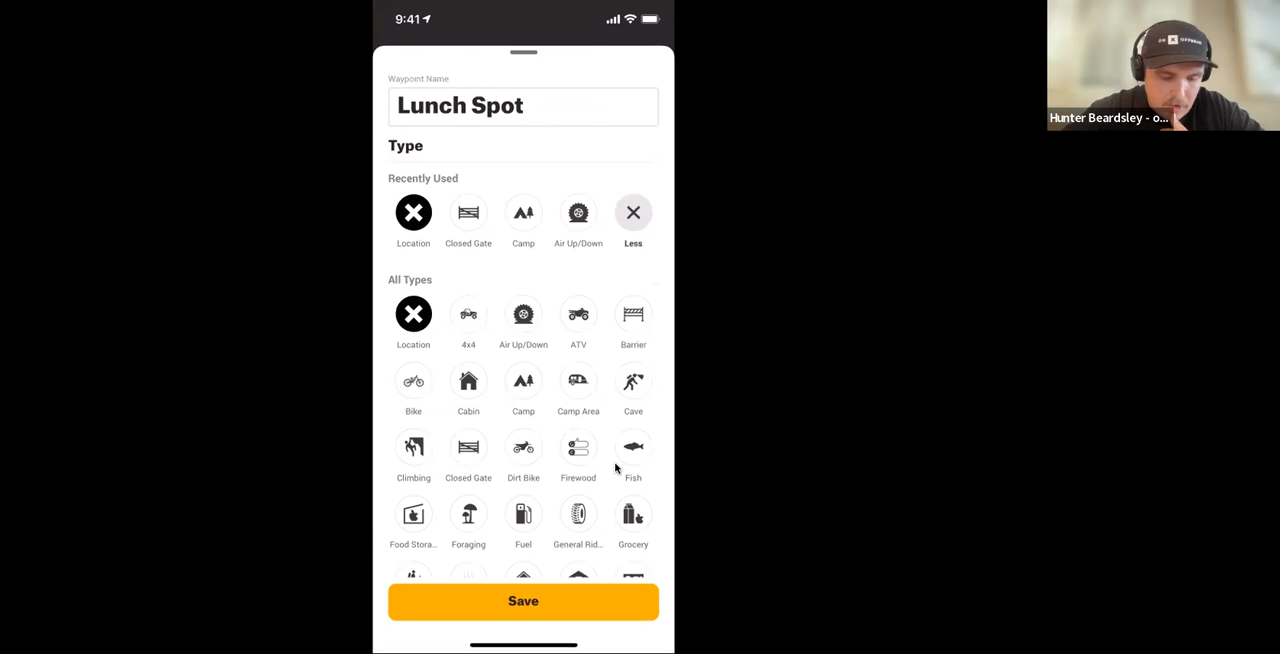 9:41
Waypoint Name
Lunch Spot
Type
Recently Used
Location Closed Gate Camp Air Up/Down Less
All Types
Location 4x4 Air Up/Down ATV Barrier
Bike Cabin Camp Camp Area Cave
Climbing Closed Gate Dirt Bike Firewood Fish
Food Stora... Foraging Fuel General Rid... Grocery
Save
ON X OFFROAD
Hunter Beardsley - o...